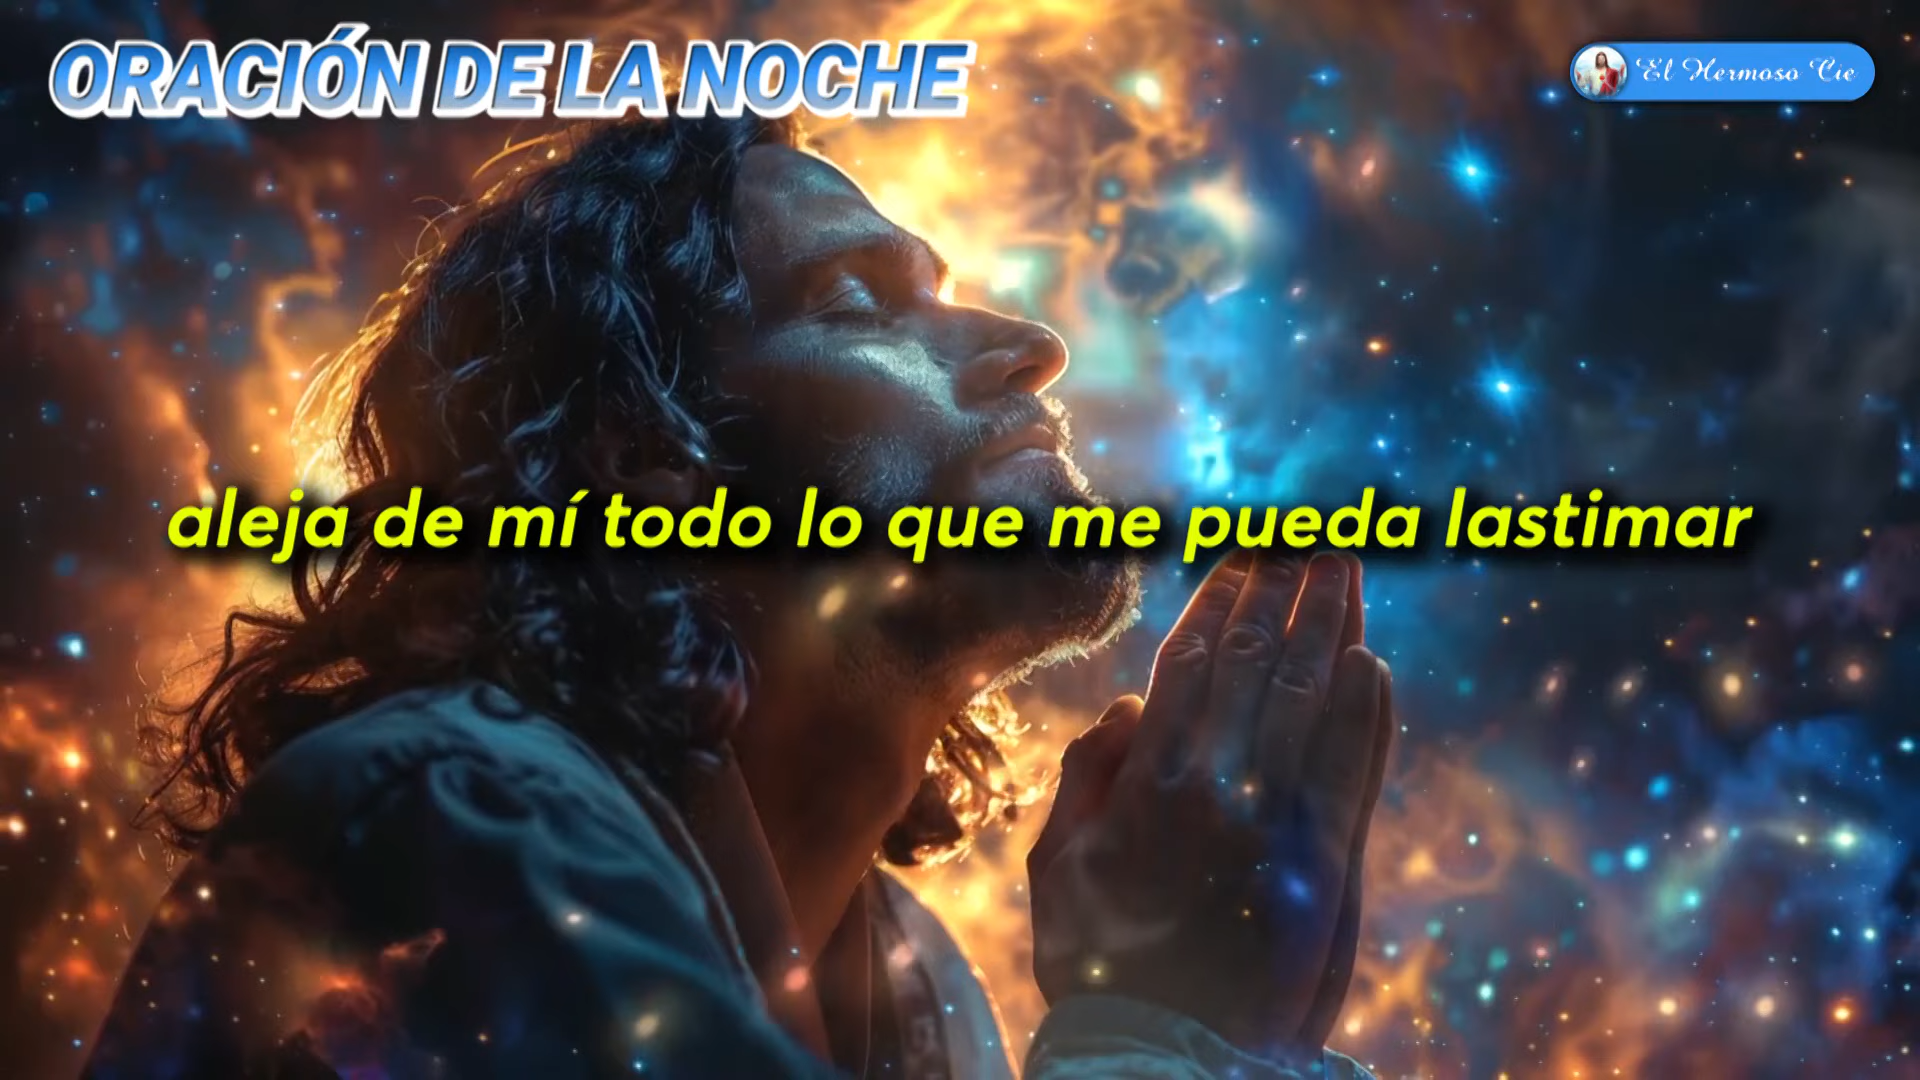 ORACIÓN DE LA NOCHE
El Hermoso Cie
aleja de mí todo lo que me pueda lastimar